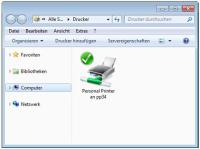 Alle S... ▸ Drucker
Drucker durchsuchen
Datei Bearbeiten Ansicht Extras ?
Organisieren Drucker hinzufügen Servereigenschaften
Favoriten
Bibliotheken
Computer
Netzwerk
Personal Printer
an pp34